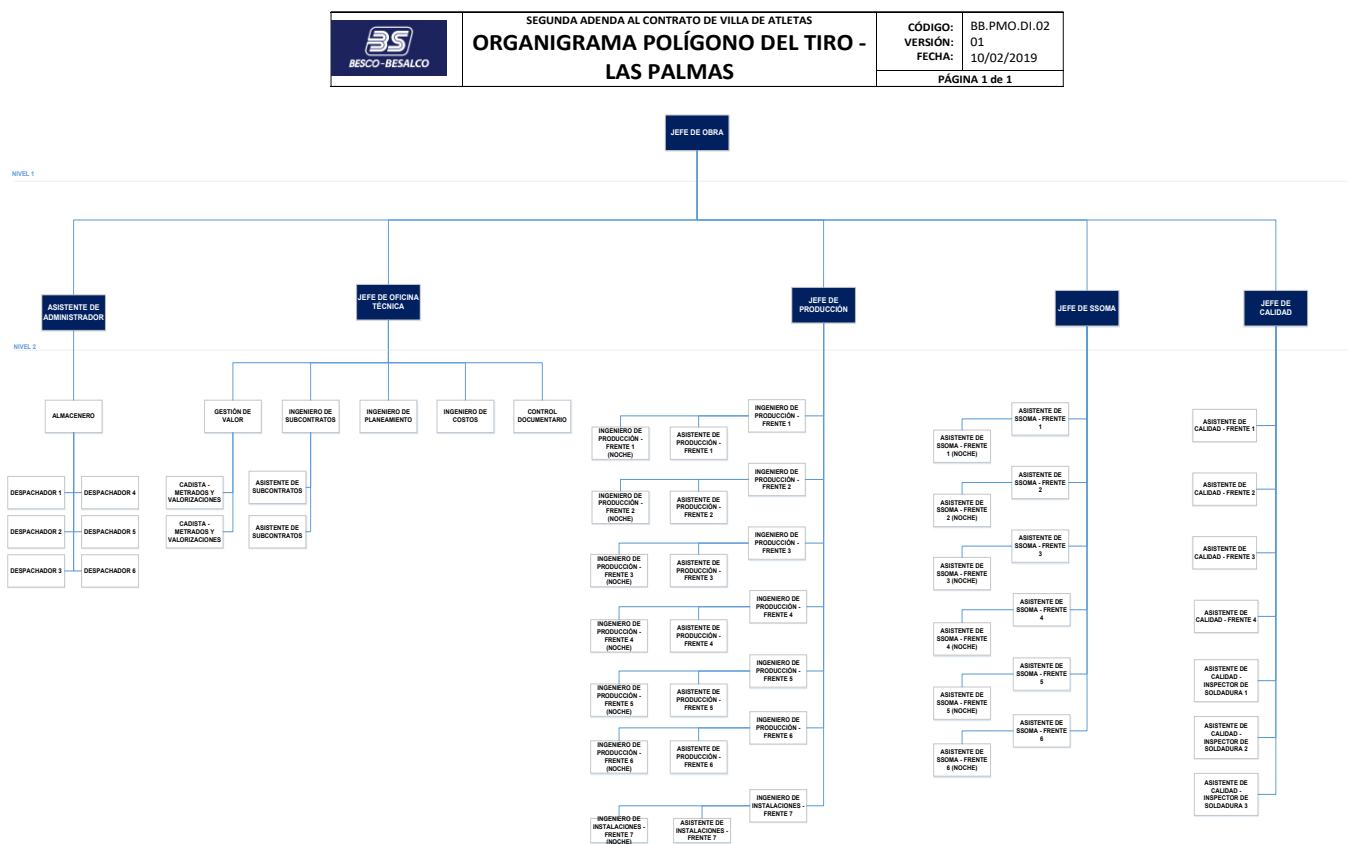 BS
BESCO-BESALCO
SEGUNDA ADENDA AL CONTRATO DE VILLA DE ATLETAS
ORGANIGRAMA POLÍGONO DEL TIRO -
LAS PALMAS
CÓDIGO: BB.PMO.DI.02
VERSIÓN: 01
FECHA: 10/02/2019
PÁGINA 1 de 1
JEFE DE OBRA
NIVEL 1
ASISTENTE DE
ADMINISTRADOR
JEFE DE OFICINA
TÉCNICA
JEFE DE
PRODUCCIÓN
JEFE DE SSOMA
JEFE DE
CALIDAD
NIVEL 2
ALMACENERO
DESPACHADOR 1
DESPACHADOR 4
DESPACHADOR 2
DESPACHADOR 5
DESPACHADOR 3
DESPACHADOR 6
GESTIÓN DE
VALOR
INGENIERO DE
SUBCONTRATOS
INGENIERO DE
PLANEAMIENTO
INGENIERO DE
COSTOS
CONTROL
DOCUMENTARIO
CADISTA -
METRADOS Y
VALORIZACIONES
ASISTENTE DE
SUBCONTRATOS
CADISTA -
METRADOS Y
VALORIZACIONES
ASISTENTE DE
SUBCONTRATOS
INGENIERO DE
PRODUCCIÓN -
FRENTE 1
INGENIERO DE
PRODUCCIÓN -
FRENTE 1
(NOCHE)
ASISTENTE DE
PRODUCCIÓN -
FRENTE 1
INGENIERO DE
PRODUCCIÓN -
FRENTE 2
INGENIERO DE
PRODUCCIÓN -
FRENTE 2
(NOCHE)
ASISTENTE DE
PRODUCCIÓN -
FRENTE 2
INGENIERO DE
PRODUCCIÓN -
FRENTE 3
INGENIERO DE
PRODUCCIÓN -
FRENTE 3
(NOCHE)
ASISTENTE DE
PRODUCCIÓN -
FRENTE 3
INGENIERO DE
PRODUCCIÓN -
FRENTE 4
INGENIERO DE
PRODUCCIÓN -
FRENTE 4
(NOCHE)
ASISTENTE DE
PRODUCCIÓN -
FRENTE 4
INGENIERO DE
PRODUCCIÓN -
FRENTE 5
INGENIERO DE
PRODUCCIÓN -
FRENTE 5
(NOCHE)
ASISTENTE DE
PRODUCCIÓN -
FRENTE 5
INGENIERO DE
PRODUCCIÓN -
FRENTE 6
INGENIERO DE
PRODUCCIÓN -
FRENTE 6
(NOCHE)
ASISTENTE DE
PRODUCCIÓN -
FRENTE 6
INGENIERO DE
INSTALACIONES -
FRENTE 7
INGENIERO DE
INSTALACIONES -
FRENTE 7
(NOCHE)
ASISTENTE DE
INSTALACIONES -
FRENTE 7
ASISTENTE DE
SSOMA - FRENTE
1
ASISTENTE DE
SSOMA - FRENTE
1 (NOCHE)
ASISTENTE DE
SSOMA - FRENTE
2
ASISTENTE DE
SSOMA - FRENTE
2 (NOCHE)
ASISTENTE DE
SSOMA - FRENTE
3
ASISTENTE DE
SSOMA - FRENTE
3 (NOCHE)
ASISTENTE DE
SSOMA - FRENTE
4
ASISTENTE DE
SSOMA - FRENTE
4 (NOCHE)
ASISTENTE DE
SSOMA - FRENTE
5
ASISTENTE DE
SSOMA - FRENTE
5 (NOCHE)
ASISTENTE DE
SSOMA - FRENTE
6
ASISTENTE DE
SSOMA - FRENTE
6 (NOCHE)
ASISTENTE DE
CALIDAD - FRENTE 1
ASISTENTE DE
CALIDAD - FRENTE 2
ASISTENTE DE
CALIDAD - FRENTE 3
ASISTENTE DE
CALIDAD - FRENTE 4
ASISTENTE DE
CALIDAD -
INSPECTOR DE
SOLDADURA 1
ASISTENTE DE
CALIDAD -
INSPECTOR DE
SOLDADURA 2
ASISTENTE DE
CALIDAD -
INSPECTOR DE
SOLDADURA 3